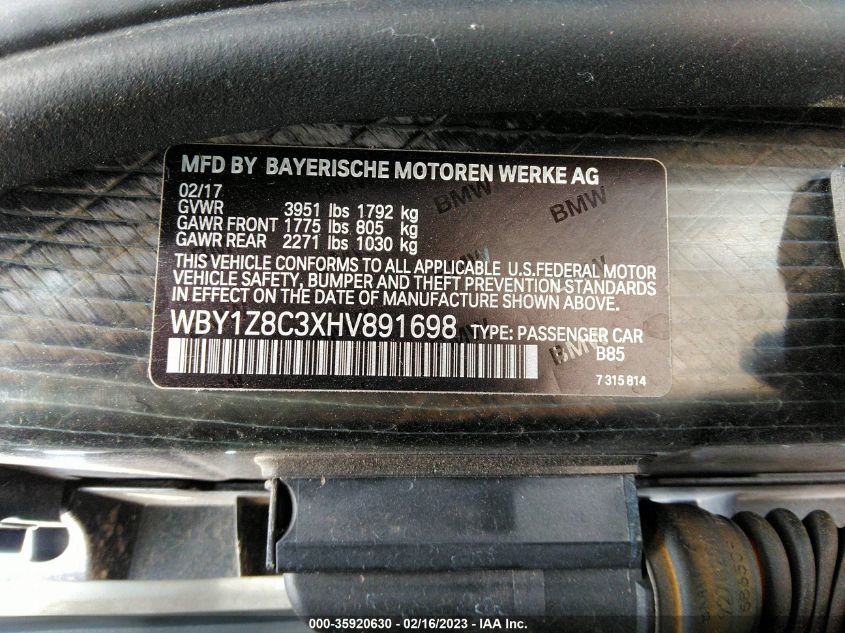 MFD BY BAYERISCHE MOTOREN WERKE AG
02/17
GVWR 3951 lbs 1792 kg
GAWR FRONT 1775 lbs 805 kg
GAWR REAR 2271 lbs 1030 kg
THIS VEHICLE CONFORMS TO ALL APPLICABLE U.S.FEDERAL MOTOR
VEHICLE SAFETY, BUMPER AND THEFT PREVENTION STANDARDS
IN EFFECT ON THE DATE OF MANUFACTURE SHOWN ABOVE.
WBY1Z8C3XHV891698 TYPE: PASSENGER CAR
B85
7 315 814
BMW
BMW
BMW
000-35920630 - 02/16/2023 - IAA Inc.